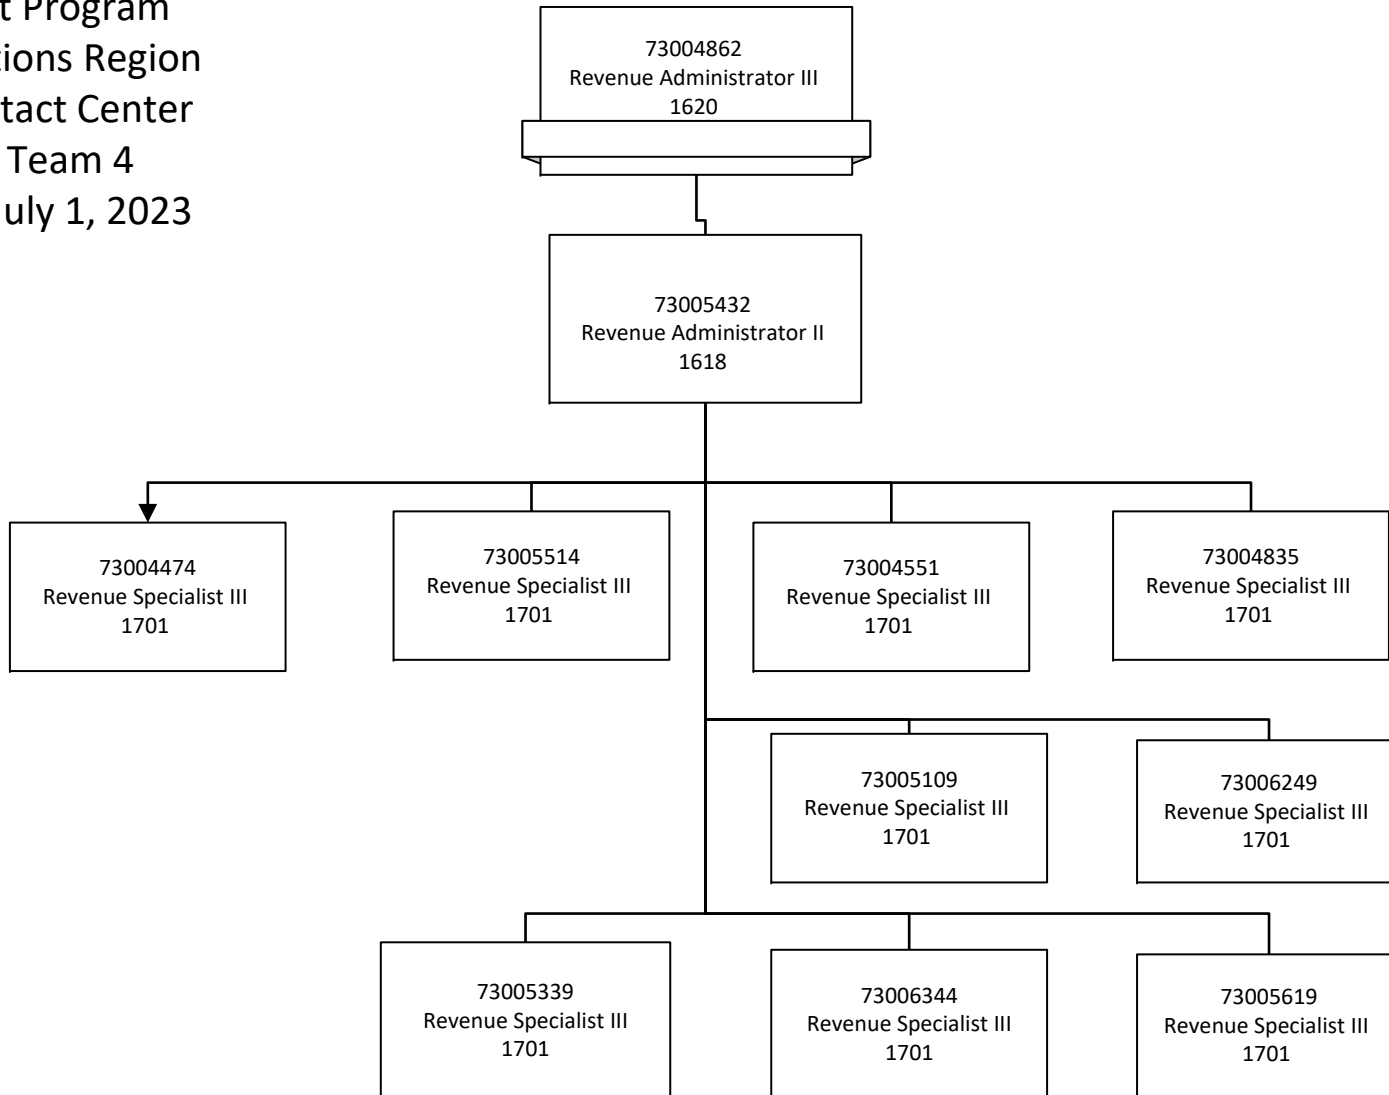 t Program
tions Region
tact Center
Team 4
uly 1, 2023
73004862
Revenue Administrator III
1620
73005432
Revenue Administrator II
1618
73004474
Revenue Specialist III
1701
73005514
Revenue Specialist III
1701
73004551
Revenue Specialist III
1701
73004835
Revenue Specialist III
1701
73005109
Revenue Specialist III
1701
73006249
Revenue Specialist III
1701
73005339
Revenue Specialist III
1701
73006344
Revenue Specialist III
1701
73005619
Revenue Specialist III
1701